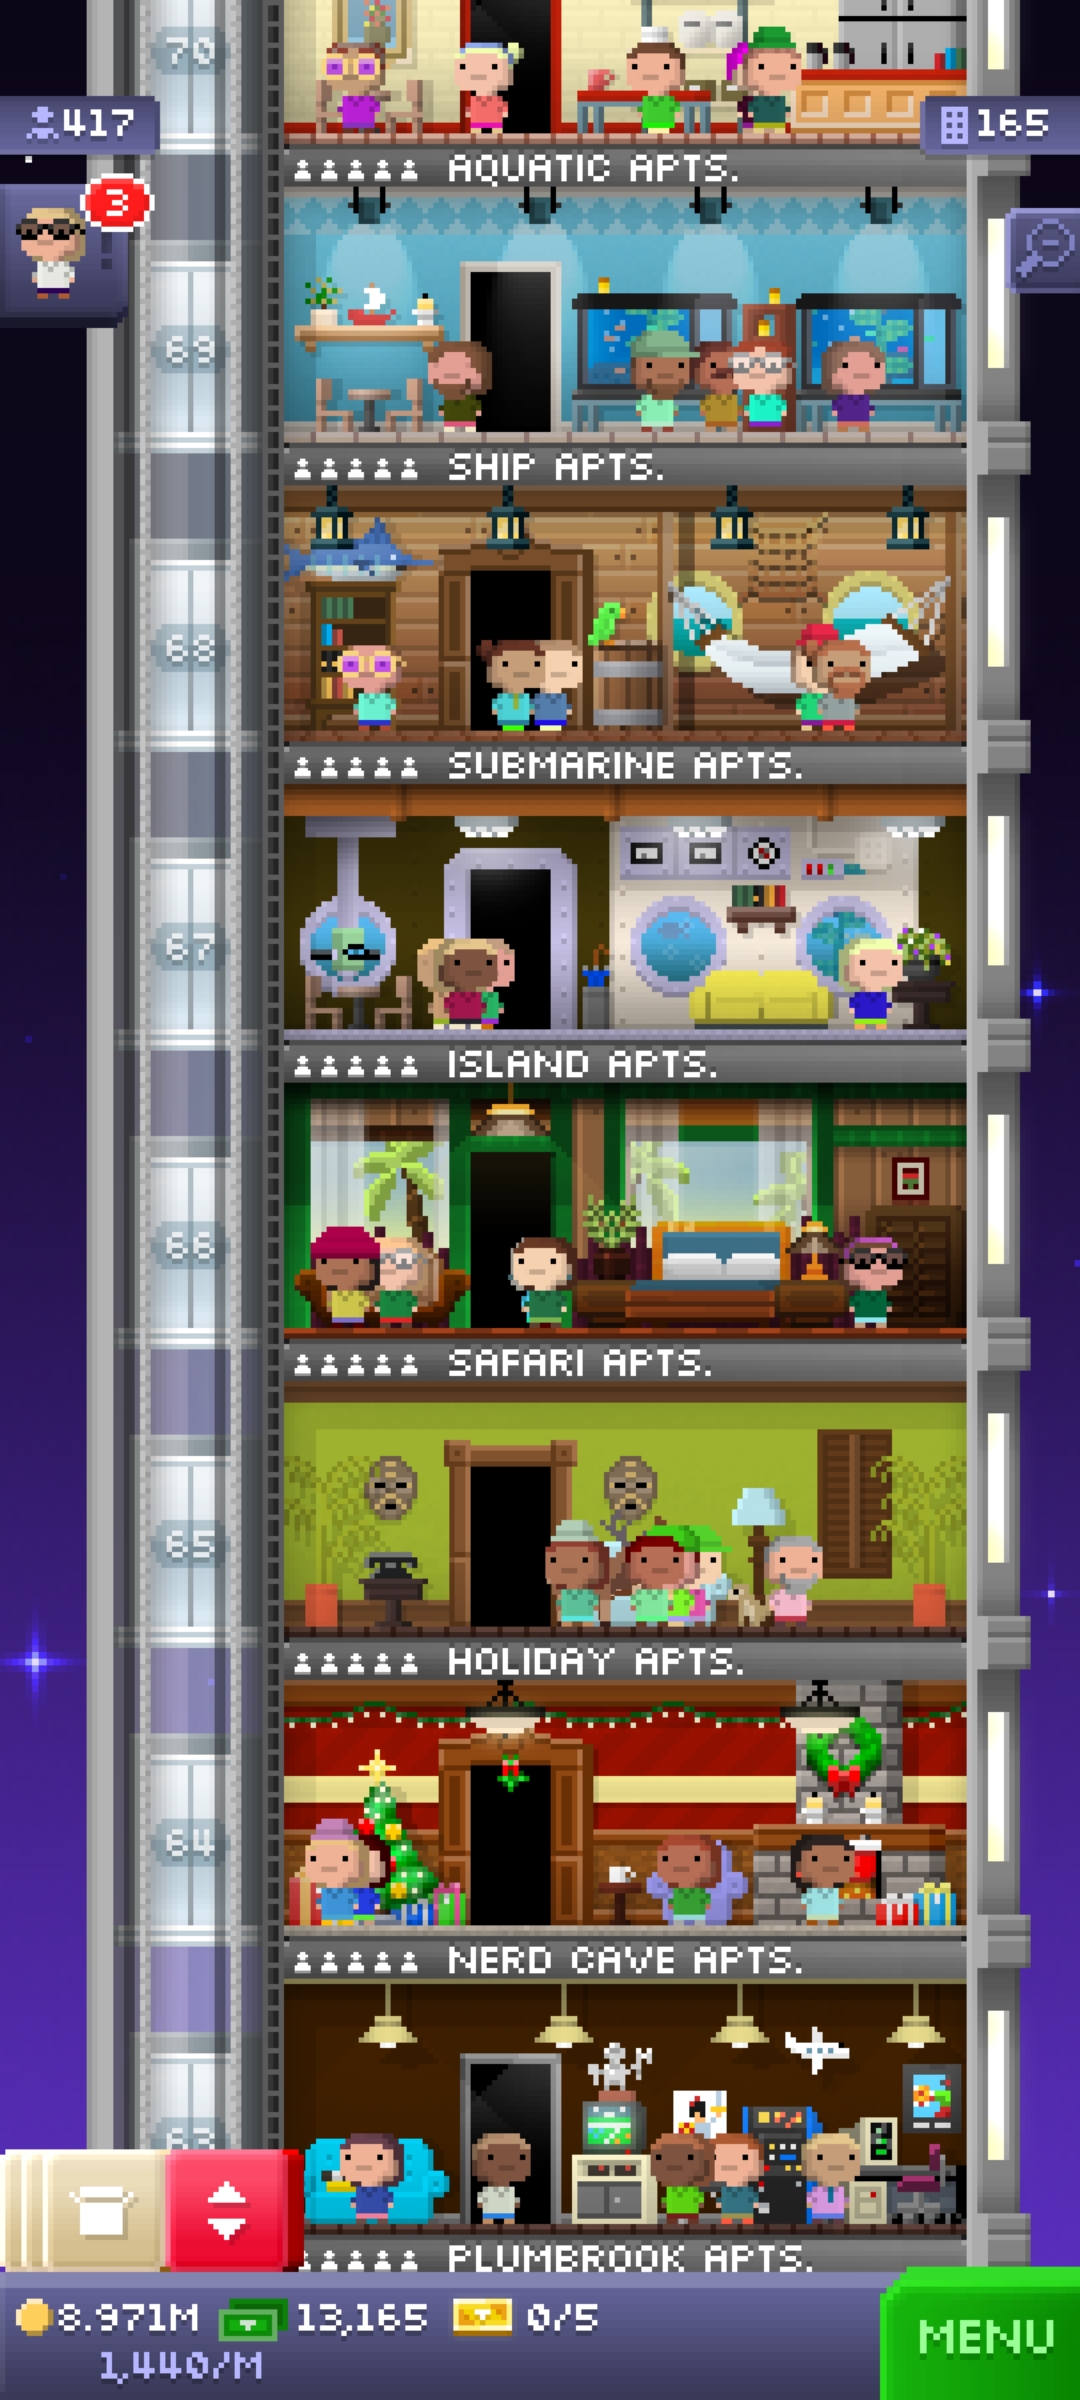 70
417
165
AQUATIC APTS.
3
69
SHIP APTS.
68
SUBMARINE APTS.
67
ISLAND APTS.
66
SAFARI APTS.
65
HOLIDAY APTS.
64
NERD CAVE APTS.
63
PLUMBROOK APTS.
8.971M 13,165 0/5
MENU
1,440/M